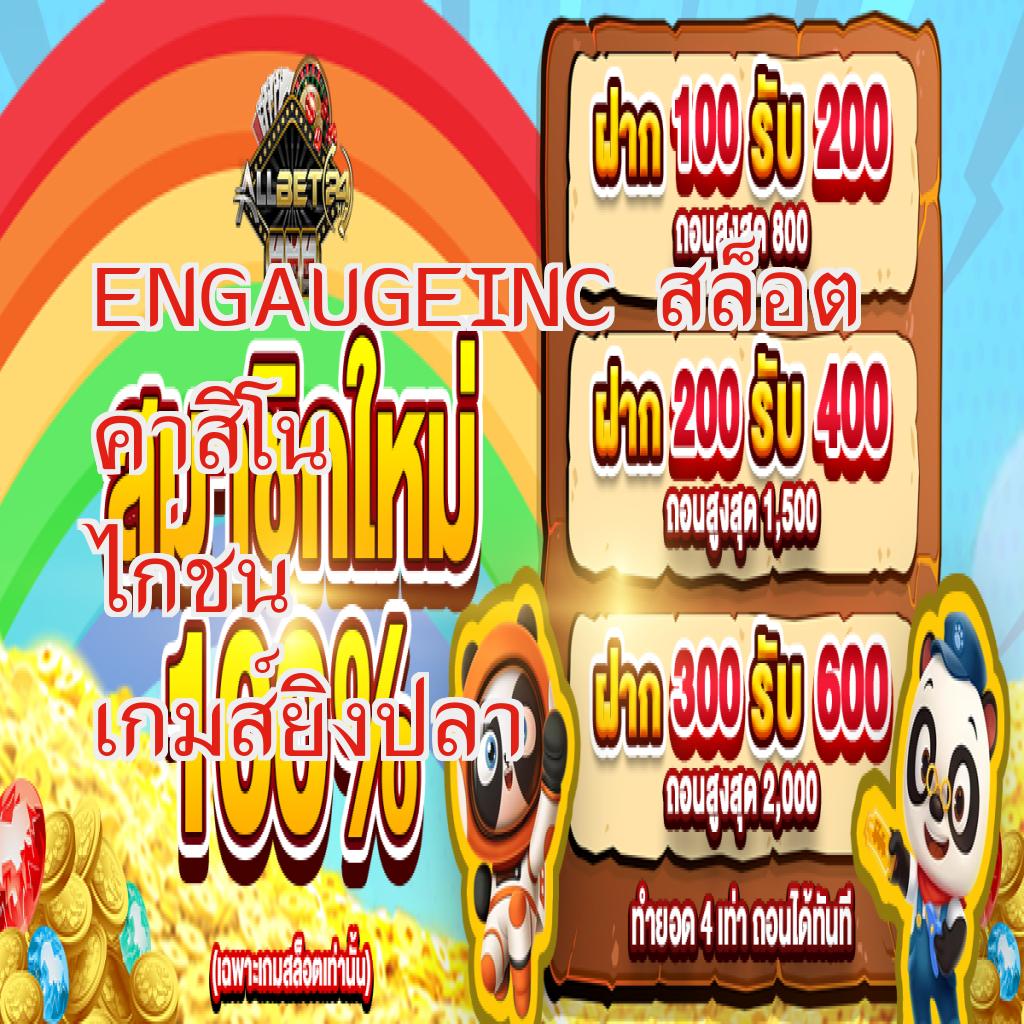 ALLBET24
ENGAUGEINC สล็อต
คาสิโน
ไก่ชน
เกมส์ยิงปลา
สมาชิกใหม่
100%
(เฉพาะเกมสล็อตเท่านั้น)
ฝาก 100 รับ 200
ถอนสูงสุด 800
ฝาก 200 รับ 400
ถอนสูงสุด 1,500
ฝาก 300 รับ 600
ถอนสูงสุด 2,000
ทำยอด 4 เท่า ถอนได้ทันที